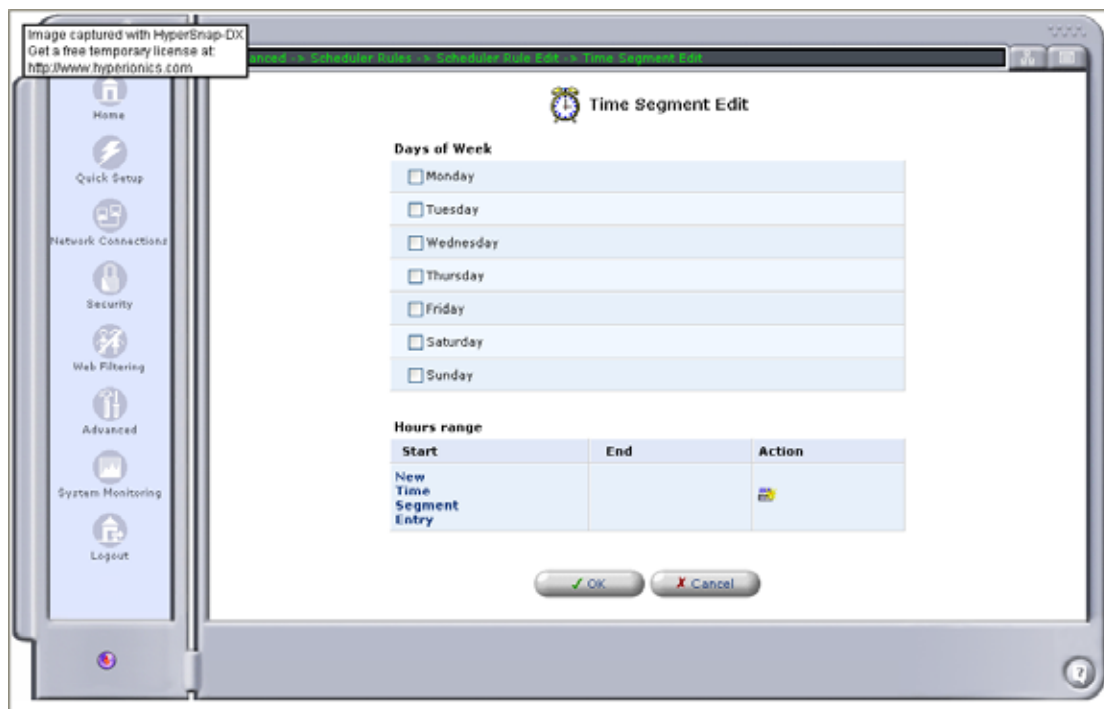 Image captured with HyperSnap-DX
Get a free temporary license at:
http://www.hyperionics.com
anced -> Scheduler Rules -> Scheduler Rule Edit -> Time Segment Edit
Home
Quick Setup
Network Connections
Security
Web Filtering
Advanced
System Monitoring
Logout
Time Segment Edit
Days of Week
Monday
Tuesday
Wednesday
Thursday
Friday
Saturday
Sunday
Hours range
Start End Action
New
Time
Segment
Entry
OK Cancel
?